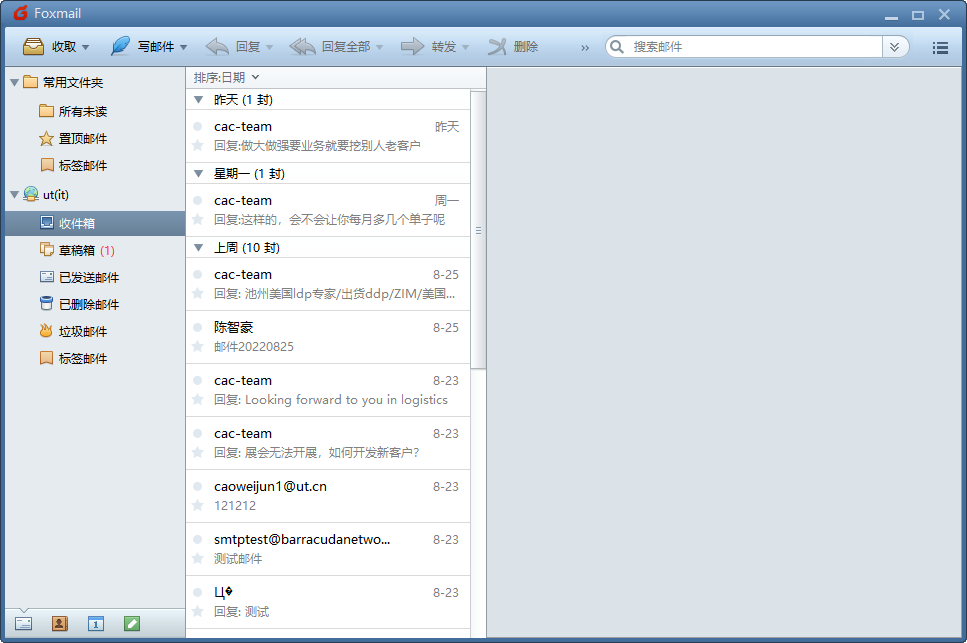 Foxmail
收取 写邮件 回复 回复全部 转发 删除 » 搜索邮件
常用文件夹
所有未读
置顶邮件
标签邮件
ut(it)
收件箱
草稿箱 (1)
已发送邮件
已删除邮件
垃圾邮件
标签邮件
1
排序:日期
昨天 (1 封)
cac-team 昨天
回复:做大做强要业务就要挖别人老客户
星期一 (1 封)
cac-team 周一
回复:这样的，会不会让你每月多几个单子呢
上周 (10 封)
cac-team 8-25
回复: 池州美国ldp专家/出货ddp/ZIM/美国...
陈智豪 8-25
邮件20220825
cac-team 8-23
回复: Looking forward to you in logistics
cac-team 8-23
回复: 展会无法开展，如何开发新客户?
caoweijun1@ut.cn 8-23
121212
smtptest@barracudanetwo... 8-23
测试邮件
Ц� 8-23
回复: 测试